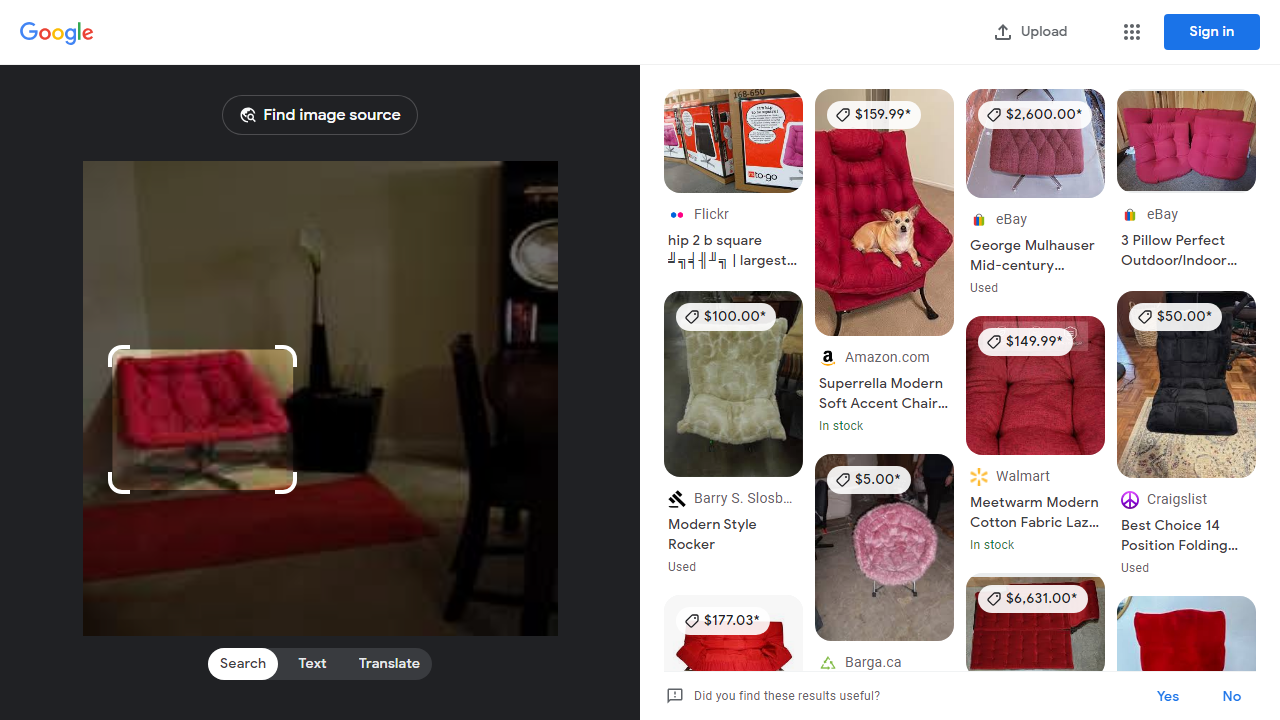 Google
Upload
Sign in
Find image source
Search
Text
Translate
168-650
to·go
Flickr
hip 2 b square
╝╗╡╢╜╗ | largest...
$100.00*
Barry S. Slosb...
Modern Style
Rocker
Used
$177.03*
$159.99*
Amazon.com
Superrella Modern
Soft Accent Chair...
In stock
$5.00*
Barga.ca
$2,600.00*
eBay
George Mulhauser
Mid-century...
Used
$149.99*
Walmart
Meetwarm Modern
Cotton Fabric Laz...
In stock
$6,631.00*
eBay
3 Pillow Perfect
Outdoor/Indoor...
$50.00*
Craigslist
Best Choice 14
Position Folding...
Used
Did you find these results useful?
Yes
No